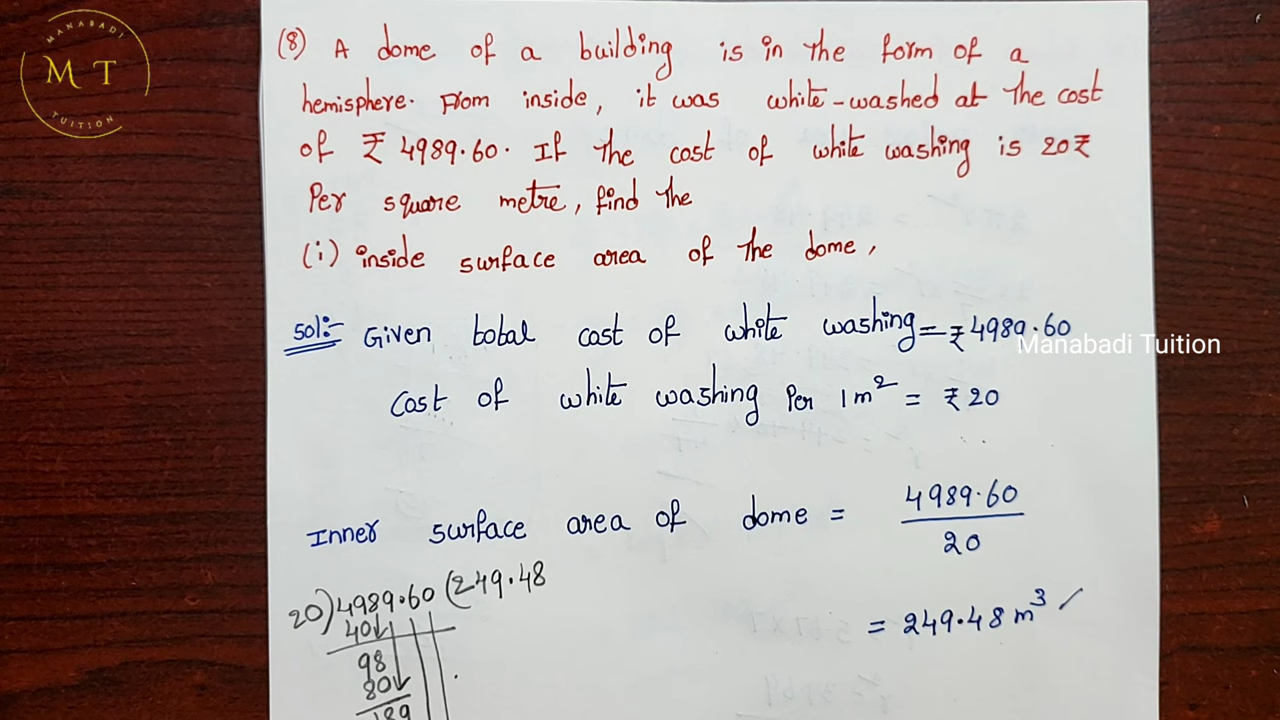 MANABADI
M T
TUITION
(8) A dome of a building is in the form of a
hemisphere. From inside, it was white-washed at the cost
of ₹ 4989.60. If the cost of white washing is 20₹
Per square metre, find the
(i) inside surface area of the dome,
Sol:- Given total cost of white washing = ₹ 4989.60
Manabadi Tuition
Cost of white washing Per 1m² = ₹ 20
Inner surface area of dome = 4989.60 / 20
20) 4989.60 (249.48
40
= 249.48 m³
98
80
189